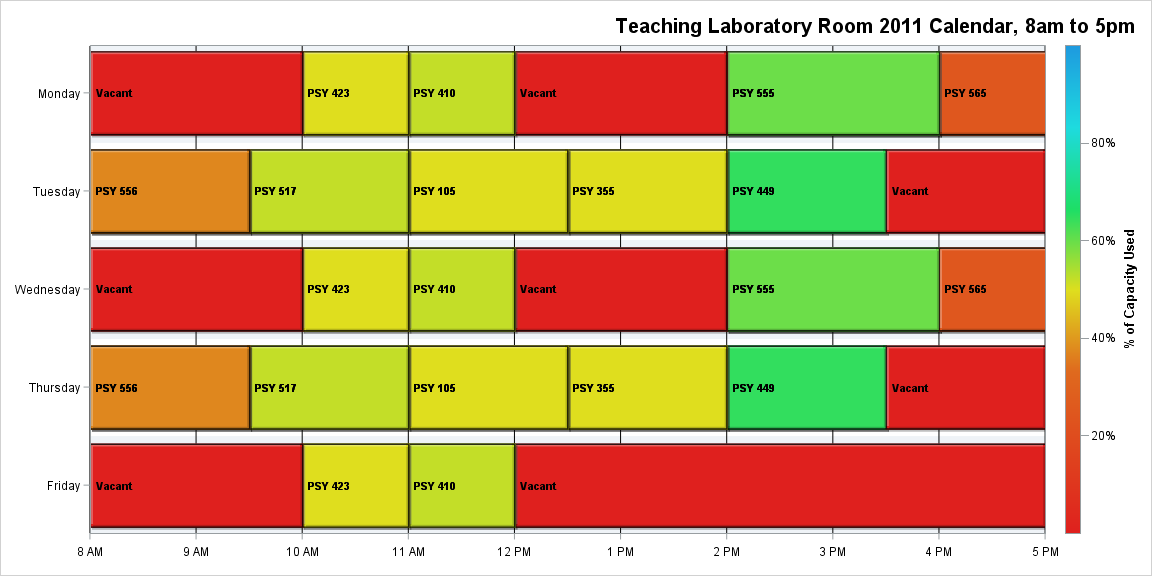 Teaching Laboratory Room 2011 Calendar, 8am to 5pm
Monday
Vacant
PSY 423
PSY 410
Vacant
PSY 555
PSY 565
Tuesday
PSY 556
PSY 517
PSY 105
PSY 355
PSY 449
Vacant
Wednesday
Vacant
PSY 423
PSY 410
Vacant
PSY 555
PSY 565
Thursday
PSY 556
PSY 517
PSY 105
PSY 355
PSY 449
Vacant
Friday
Vacant
PSY 423
PSY 410
Vacant
8 AM
9 AM
10 AM
11 AM
12 PM
1 PM
2 PM
3 PM
4 PM
5 PM
80%
60%
40%
20%
% of Capacity Used